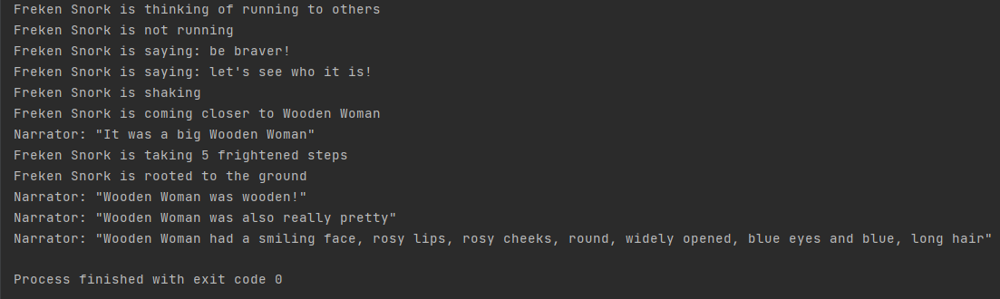 Freken Snork is thinking of running to others
Freken Snork is not running
Freken Snork is saying: be braver!
Freken Snork is saying: let's see who it is!
Freken Snork is shaking
Freken Snork is coming closer to Wooden Woman
Narrator: "It was a big Wooden Woman"
Freken Snork is taking 5 frightened steps
Freken Snork is rooted to the ground
Narrator: "Wooden Woman was wooden!"
Narrator: "Wooden Woman was also really pretty"
Narrator: "Wooden Woman had a smiling face, rosy lips, rosy cheeks, round, widely opened, blue eyes and blue, long hair"
Process finished with exit code 0